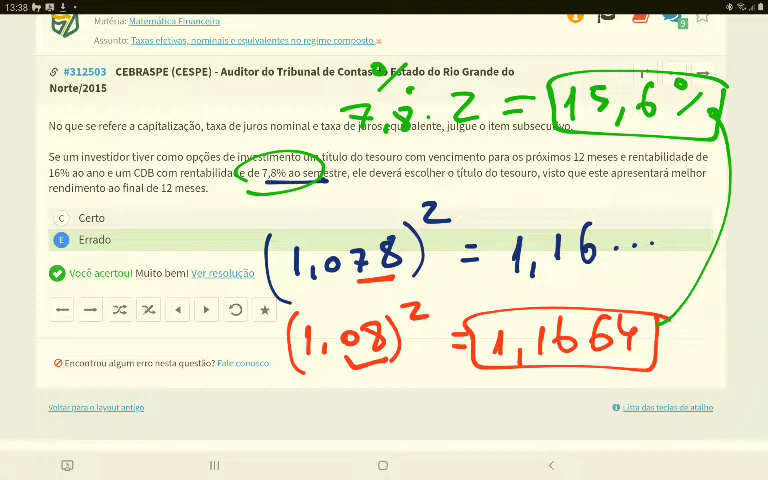 13:38
Matéria: Matemática Financeira
9
Assunto: Taxas efetivas, nominais e equivalentes no regime composto
#312503 CEBRASPE (CESPE) - Auditor do Tribunal de Contas do Estado do Rio Grande do
Norte/2015
7,8% . 2 = 15,6%
No que se refere a capitalização, taxa de juros nominal e taxa de juros equivalente, julgue o item subsecutivo.
Se um investidor tiver como opções de investimento um título do tesouro com vencimento para os próximos 12 meses e rentabilidade de
16% ao ano e um CDB com rentabilidade de 7,8% ao semestre, ele deverá escolher o título do tesouro, visto que este apresentará melhor
rendimento ao final de 12 meses.
C Certo
E Errado
(1,078)² = 1,16...
Você acertou! Muito bem! Ver resolução
(1,08)² = 1,1664
Encontrou algum erro nesta questão? Fale conosco
Voltar para o layout antigo
Lista das teclas de atalho